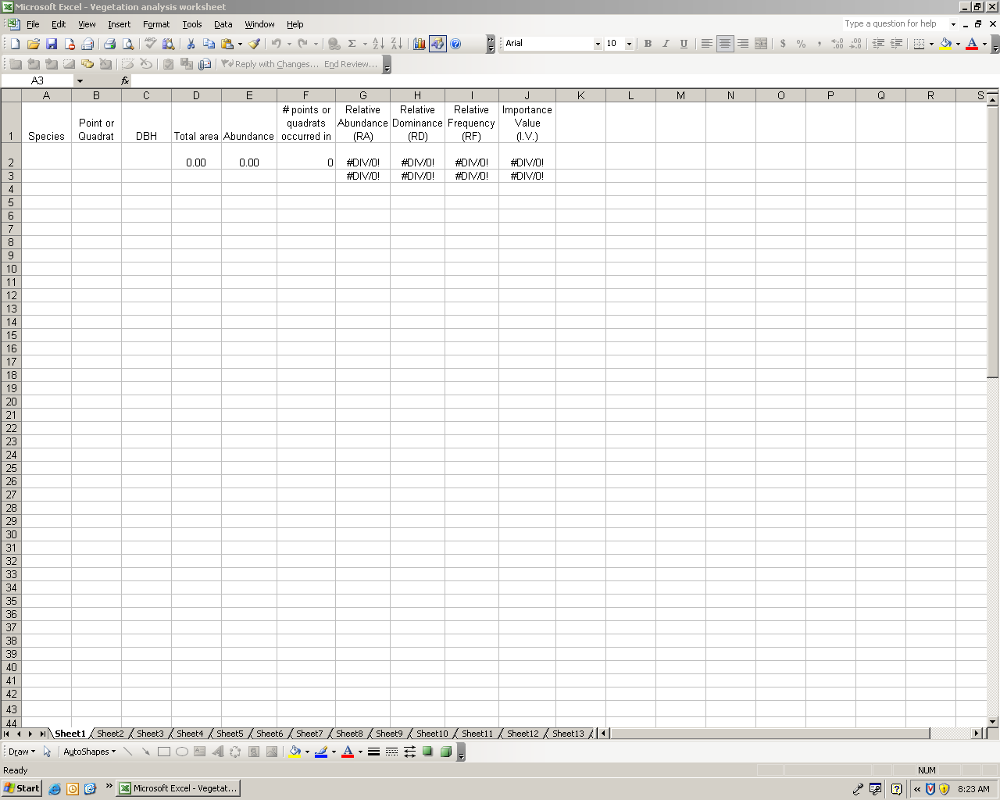 Microsoft Excel - Vegetation analysis worksheet
File Edit View Insert Format Tools Data Window Help
Type a question for help
Arial 10 B I U $ % ,
Reply with Changes... End Review...
A3 fx
A B C D E F G H I J K L M N O P Q R S
1 Species Point or Quadrat DBH Total area Abundance # points or quadrats occurred in Relative Abundance (RA) Relative Dominance (RD) Relative Frequency (RF) Importance Value (I.V.)
2 0.00 0.00 0 #DIV/0! #DIV/0! #DIV/0! #DIV/0!
3 #DIV/0! #DIV/0! #DIV/0! #DIV/0!
4
5
6
7
8
9
10
11
12
13
14
15
16
17
18
19
20
21
22
23
24
25
26
27
28
29
30
31
32
33
34
35
36
37
38
39
40
41
42
43
44
Sheet1 Sheet2 Sheet3 Sheet4 Sheet5 Sheet6 Sheet7 Sheet8 Sheet9 Sheet10 Sheet11 Sheet12 Sheet13
Draw AutoShapes
Ready NUM
Start Microsoft Excel - Vegetat... 8:23 AM